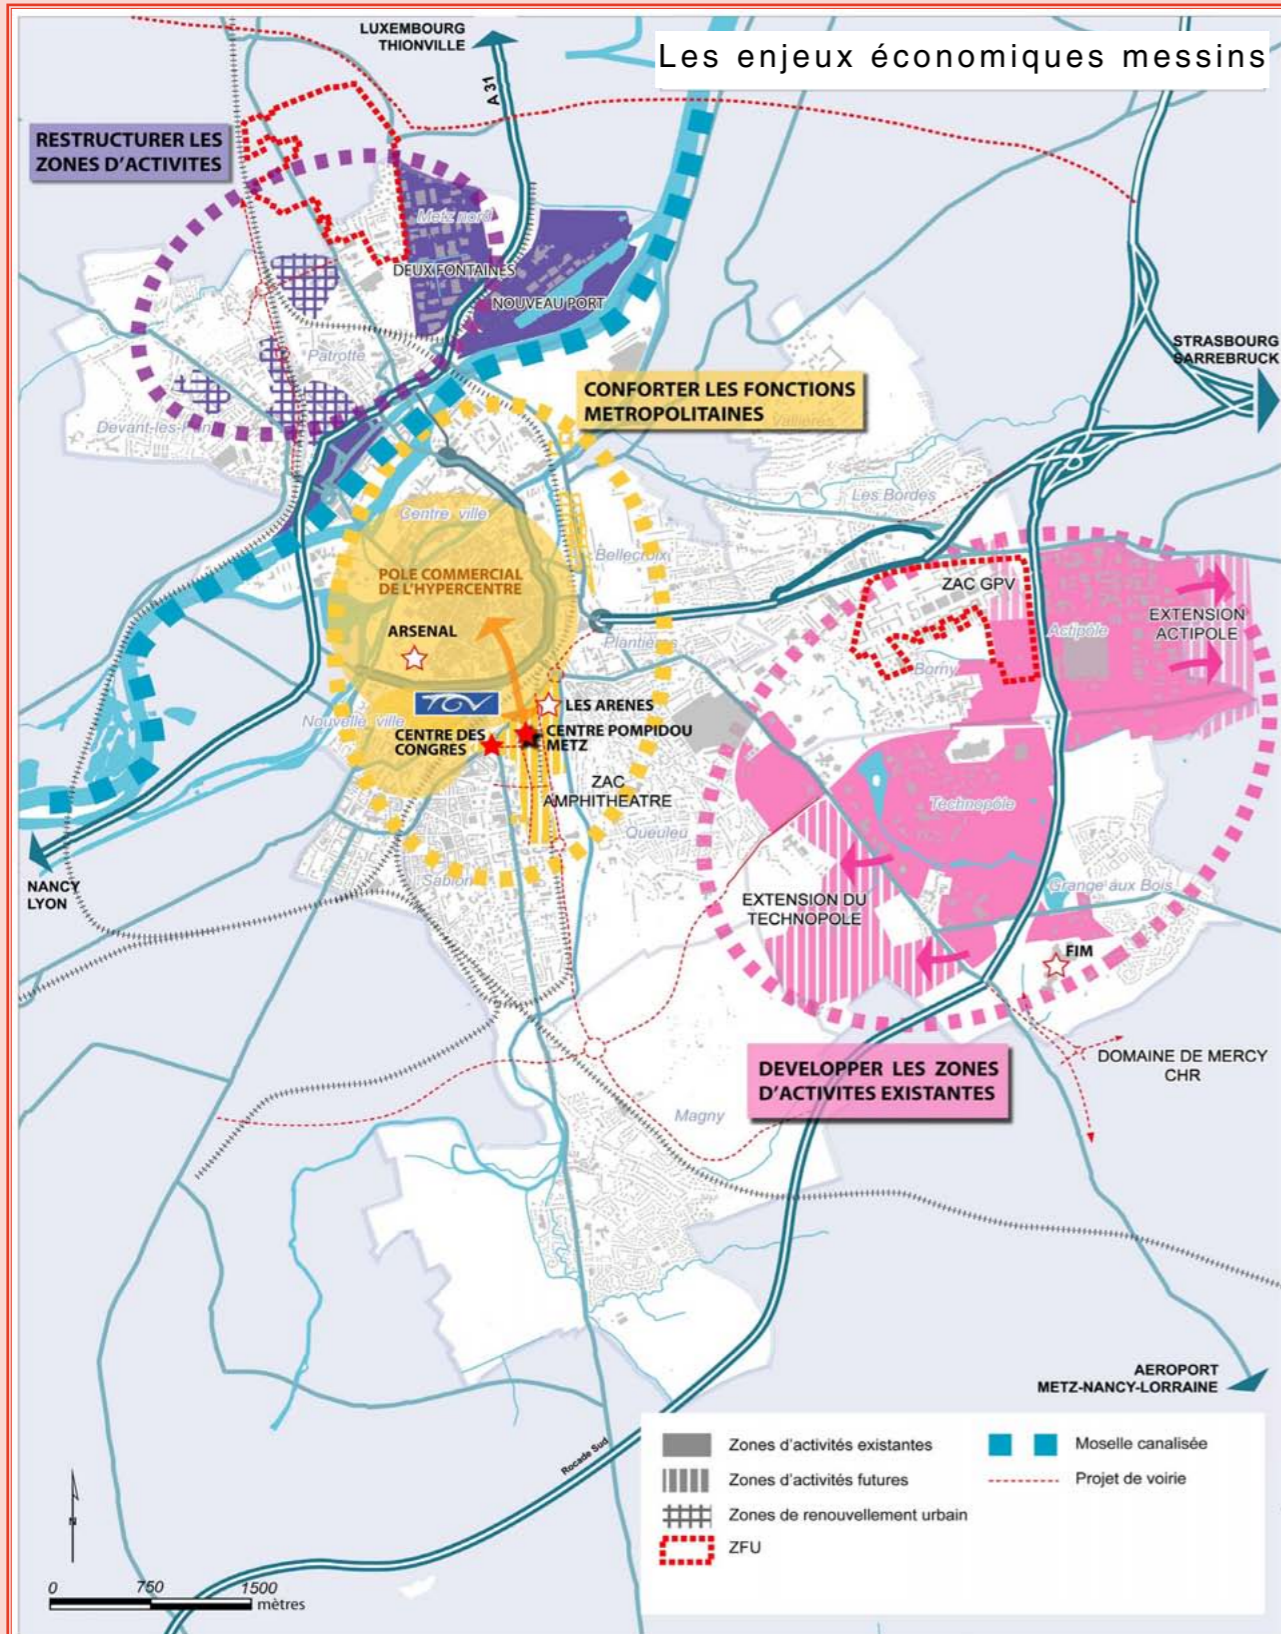 Les enjeux économiques messins
LUXEMBOURG
THIONVILLE
A 31
RESTRUCTURER LES
ZONES D'ACTIVITES
Metz nord
DEUX FONTAINES
NOUVEAU PORT
Patrotte
STRASBOURG
SARREBRUCK
CONFORTER LES FONCTIONS
METROPOLITAINES
Vallières
Devant-les-Ponts
Les Bordes
Centre ville
Bellecroix
POLE COMMERCIAL
DE L'HYPERCENTRE
ZAC GPV
EXTENSION
ACTIPOLE
Actipôle
ARSENAL
Plantières
Borny
TGV
LES ARENES
Nouvelle ville
CENTRE DES
CONGRES
CENTRE POMPIDOU
METZ
ZAC
AMPHITHEATRE
Technopôle
Queuleu
Sablon
NANCY
LYON
Grange aux Bois
EXTENSION DU
TECHNOPOLE
FIM
DEVELOPPER LES ZONES
D'ACTIVITES EXISTANTES
DOMAINE DE MERCY
CHR
Magny
AEROPORT
METZ-NANCY-LORRAINE
Rocade Sud
Zones d'activités existantes
Zones d'activités futures
Zones de renouvellement urbain
ZFU
Moselle canalisée
Projet de voirie
N
0 750 1500
mètres